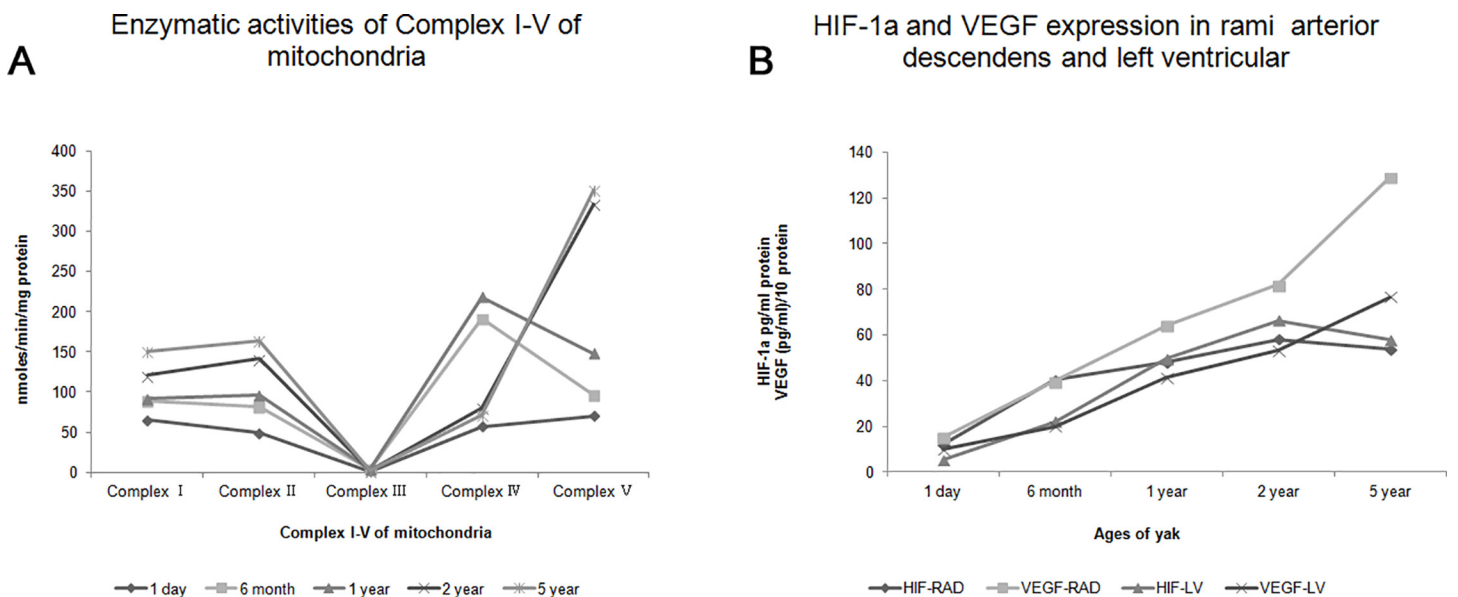 A
Enzymatic activities of Complex I-V of
mitochondria
400
350
300
250
200
150
100
50
0
nmoles/min/mg protein
Complex Ⅰ
Complex Ⅱ
Complex Ⅲ
Complex Ⅳ
Complex Ⅴ
Complex I-V of mitochondria
1 day
6 month
1 year
2 year
5 year
B
HIF-1a and VEGF expression in rami arterior
descendens and left ventricular
140
120
100
80
60
40
20
0
HIF-1a pg/ml protein
VEGF (pg/ml)/10 protein
1 day
6 month
1 year
2 year
5 year
Ages of yak
HIF-RAD
VEGF-RAD
HIF-LV
VEGF-LV